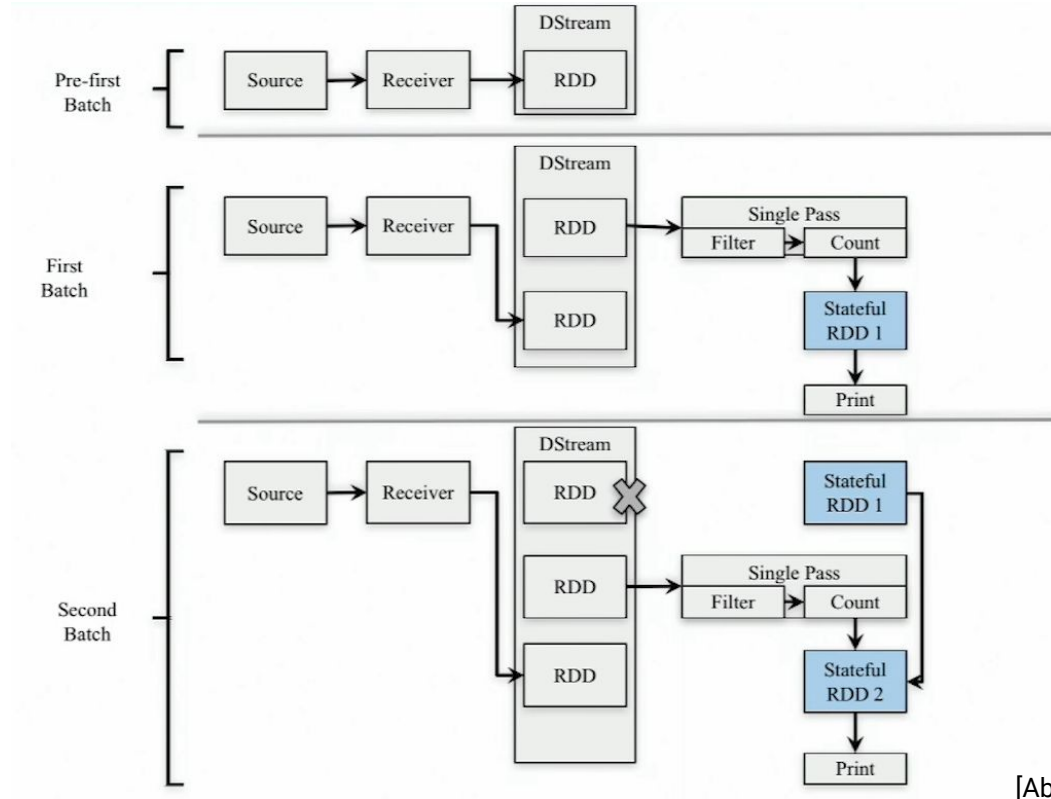 DStream
Pre-first
Batch
Source
Receiver
RDD
DStream
First
Batch
Source
Receiver
RDD
Single Pass
Filter
Count
RDD
Stateful
RDD 1
Print
DStream
Second
Batch
Source
Receiver
RDD
Stateful
RDD 1
RDD
Single Pass
Filter
Count
RDD
Stateful
RDD 2
Print
[Ab